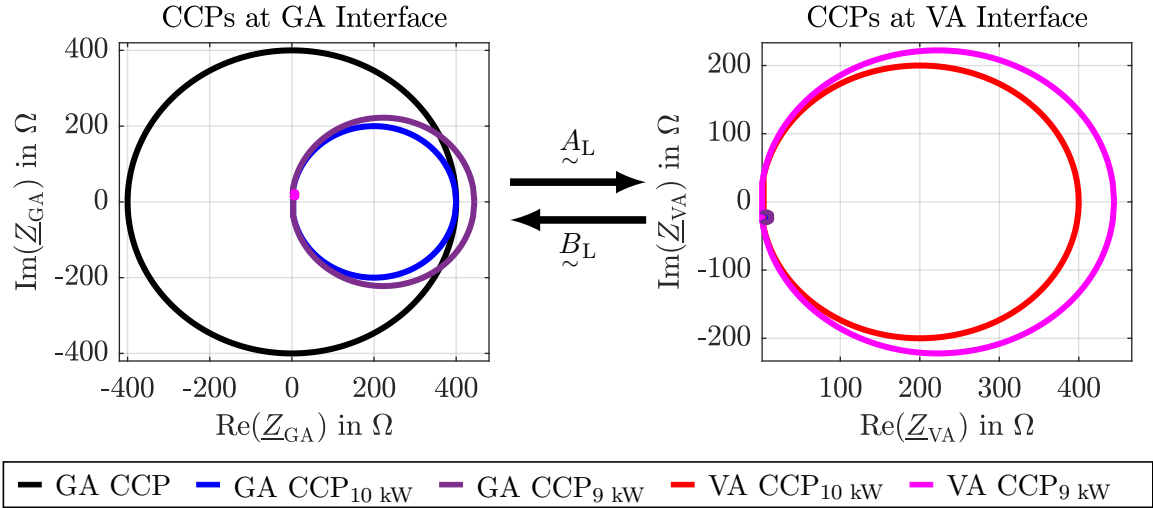 CCPs at GA Interface
CCPs at VA Interface
400
200
0
-200
-400
Im(Z_GA) in Ω
-400 -200 0 200 400
Re(Z_GA) in Ω
A_L
B_L
200
100
0
-100
-200
Im(Z_VA) in Ω
100 200 300 400
Re(Z_VA) in Ω
GA CCP GA CCP_10 kW GA CCP_9 kW VA CCP_10 kW VA CCP_9 kW